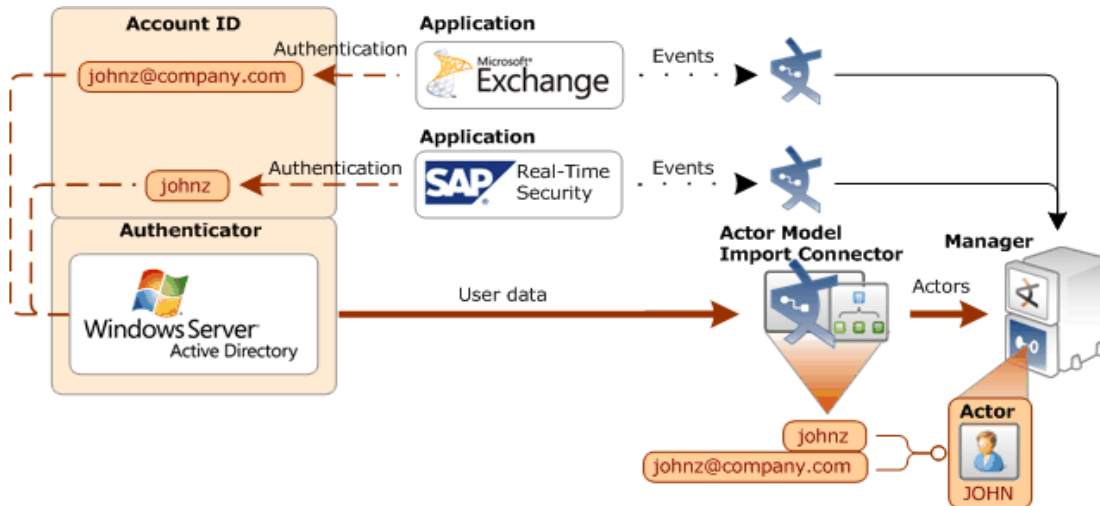 Account ID
johnz@company.com
Authentication
Application
Microsoft®
Exchange
Events
johnz
Authentication
Application
SAP
Real-Time
Security
Events
Authenticator
Windows Server
Active Directory
User data
Actor Model
Import Connector
Actors
Manager
johnz
johnz@company.com
Actor
JOHN